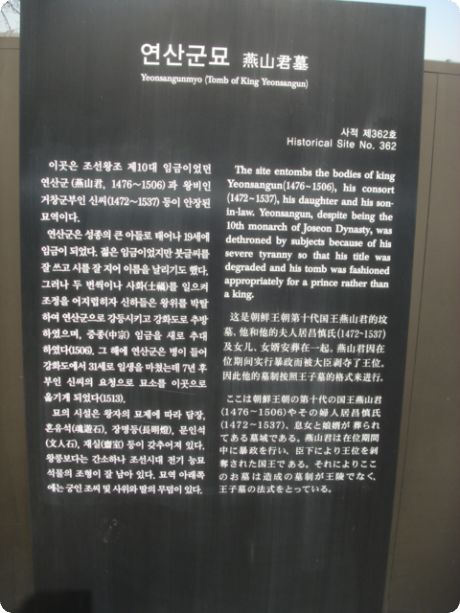 연산군묘 燕山君墓
Yeonsangunmyo (Tomb of King Yeonsangun)
사적 제362호
Historical Site No. 362
이곳은 조선왕조 제10대 임금이었던
연산군(燕山君, 1476~1506)과 왕비인
거창군부인 신씨(1472~1537) 등이 안장된
묘역이다.
연산군은 성종의 큰 아들로 태어나 19세에
임금이 되었다. 젊은 임금이었지만 붓글씨를
잘 쓰고 시를 잘 지어 이름을 날리기도 했다.
그러나 두 번씩이나 사화(士禍)를 일으켜
조정을 어지럽히자 신하들은 왕위를 박탈
하여 연산군으로 강등시키고 강화도로 추방
하였으며, 중종(中宗) 임금을 새로 추대
하였다(1506). 그 해에 연산군은 병이 들어
강화도에서 31세로 일생을 마쳤는데 7년 후
부인 신씨의 요청으로 묘소를 이곳으로
옮기게 되었다(1513).
묘의 시설은 왕자의 묘제에 따라 담장,
혼유석(魂遊石), 장명등(長明燈), 문인석
(文人石), 재실(齋室) 등이 갖추어져 있다.
왕릉보다는 간소하나 조선시대 전기 능묘
석물의 조형이 잘 남아 있다. 묘역 아래쪽
에는 궁인 조씨 및 사위와 딸의 무덤이 있다.
The site entombs the bodies of king
Yeonsangun(1476~1506), his consort
(1472~1537), his daughter and his son-
in-law. Yeonsangun, despite being the
10th monarch of Joseon Dynasty, was
dethroned by subjects because of his
severe tyranny so that his title was
degraded and his tomb was fashioned
appropriately for a prince rather than
a king.
这是朝鲜王朝第十代国王燕山君的坟
墓, 他和他的夫人居昌慎氏(1472~1537)
及女儿、女婿安葬在一起。燕山君因在
位期间实行暴政而被大臣剥夺了王位。
因此他的墓制按照王子墓的格式来进行。
ここは朝鮮王朝の第十代の国王燕山君
(1476~1506)やその婦人居昌慎氏
(1472~1537)、息女と娘婿が 葬られ
てある墓域である。燕山君は在位期間
中に暴政を行い、臣下により王位を剥
奪された国王である。それによりここ
のお墓は造成の墓制が王陵でなく、
王子墓の法式をとっている。